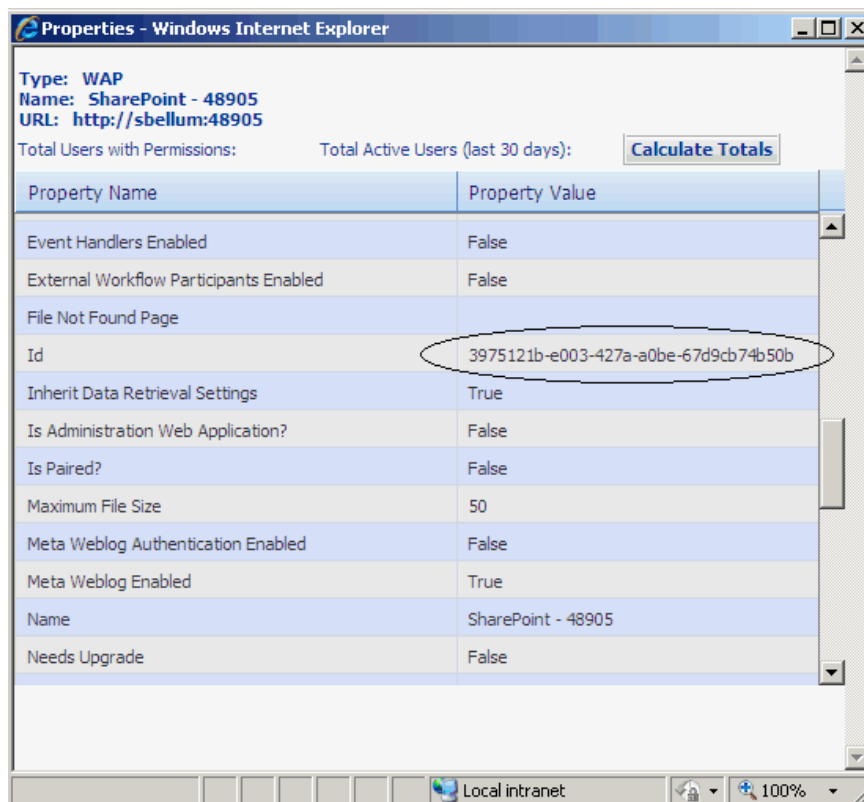 Properties - Windows Internet Explorer
Type: WAP
Name: SharePoint - 48905
URL: http://sbellum:48905
Total Users with Permissions: Total Active Users (last 30 days): Calculate Totals
Property Name Property Value
Event Handlers Enabled False
External Workflow Participants Enabled False
File Not Found Page
Id 3975121b-e003-427a-a0be-67d9cb74b50b
Inherit Data Retrieval Settings True
Is Administration Web Application? False
Is Paired? False
Maximum File Size 50
Meta Weblog Authentication Enabled False
Meta Weblog Enabled True
Name SharePoint - 48905
Needs Upgrade False
Local intranet 100%